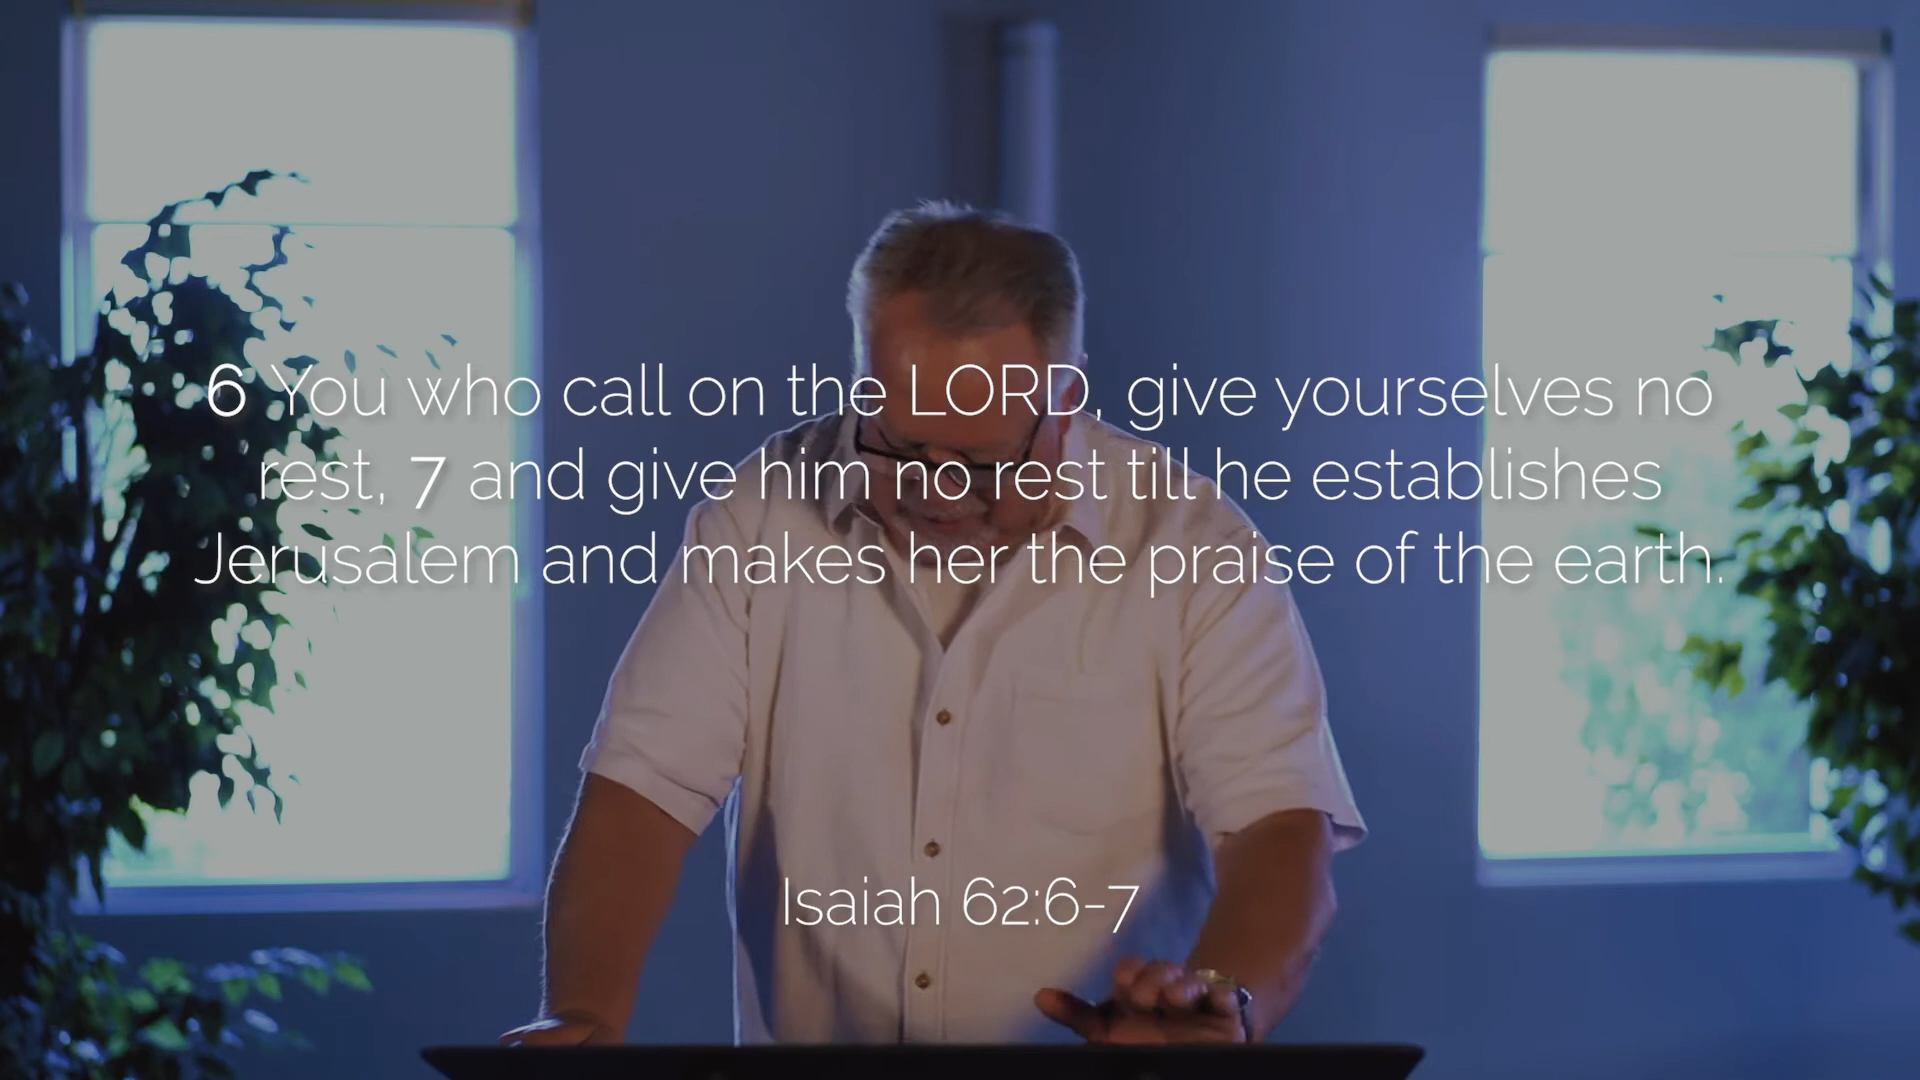 6 You who call on the LORD, give yourselves no
rest, 7 and give him no rest till he establishes
Jerusalem and makes her the praise of the earth.
Isaiah 62:6-7